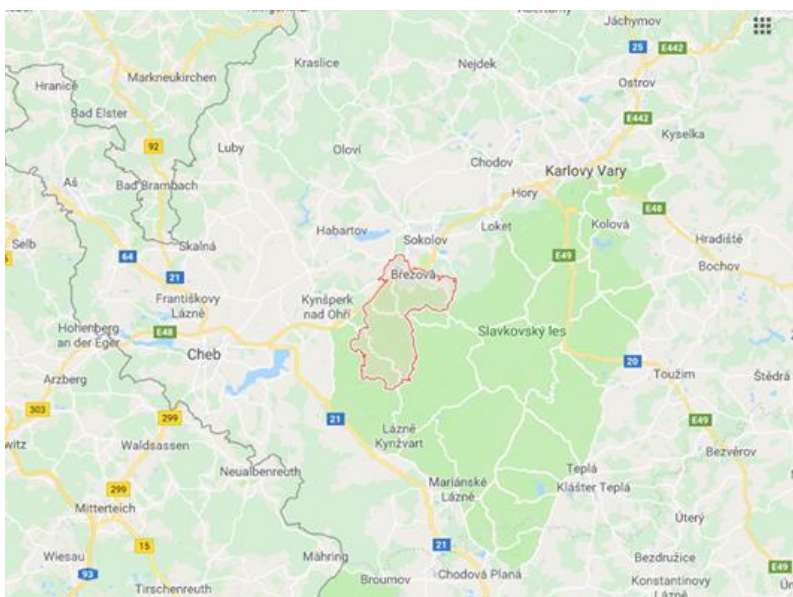 Jáchymov
25
E442
Kraslice
Nejdek
Markneukirchen
Ostrov
Hranice
Bad Elster
E442
Kyselka
92
Luby
Oloví
Chodov
Karlovy Vary
Aš
Bad Brambach
Hory
E48
Kolová
Habartov
Loket
Selb
Skalná
Sokolov
Hradiště
64
E49
Bochov
21
Březová
Františkovy
Lázně
Kynšperk
nad Ohří
Hohenberg
an der Eger
E48
Slavkovský les
Cheb
20
Arzberg
Toužim
Štědrá
303
299
21
E49
Lázně
Kynžvart
witz
Waldsassen
Bezvěrov
Neualbenreuth
Teplá
299
Mariánské
Lázně
Klášter Teplá
Mitterteich
Úterý
15
21
Wiesau
Mähring
Bezdružice
93
E49
Broumov
Chodová Planá
Konstantinovy
Lázně
Tirschenreuth